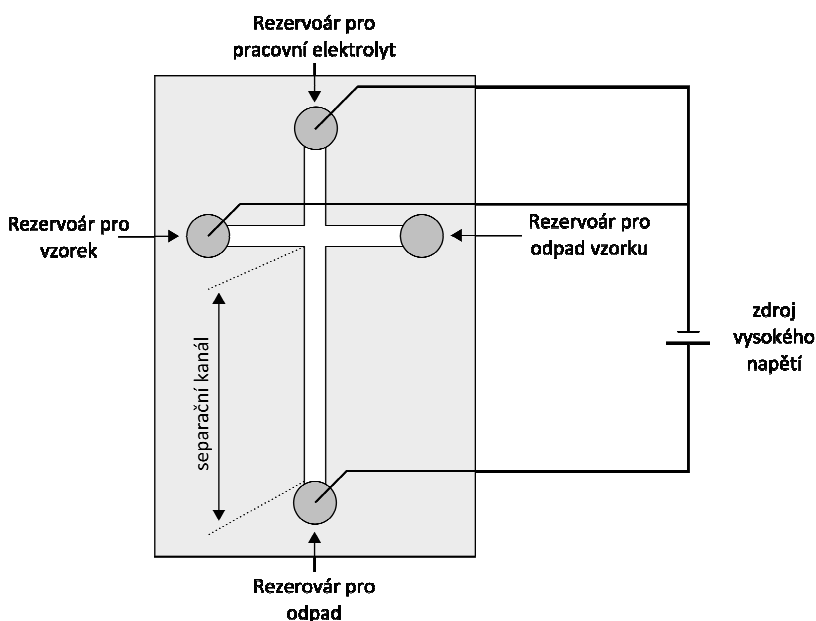 Rezervoár pro
pracovní elektrolyt
Rezervoár pro
vzorek
Rezervoár pro
odpad vzorku
zdroj
vysokého
napětí
separační kanál
Rezerovár pro
odpad